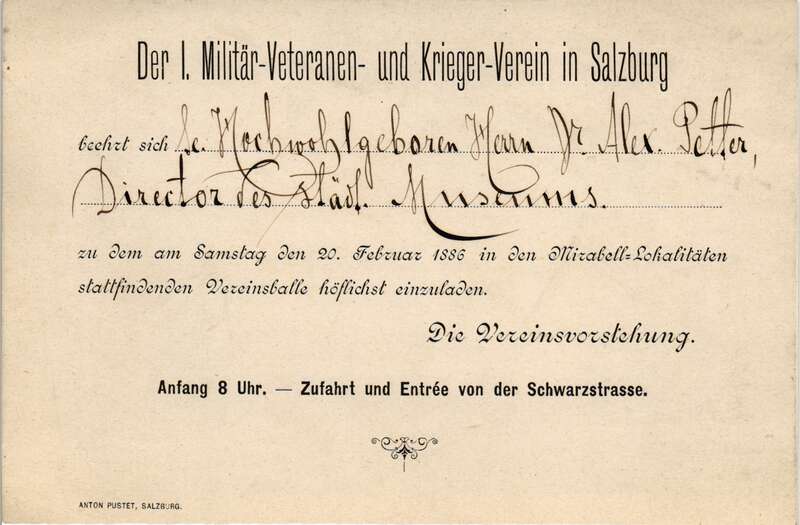 Der I. Militär-Veteranen- und Krieger-Verein in Salzburg
beehrt sich Se. Hochwohlgeboren Herrn Dr. Alex. Petter,
Director des städt. Museums.
zu dem am Samstag den 20. Februar 1886 in den Mirabell-Lokalitäten
stattfindenden Vereinsballe höflichst einzuladen.
Die Vereinsvorstehung.
Anfang 8 Uhr. — Zufahrt und Entrée von der Schwarzstrasse.
ANTON PUSTET, SALZBURG.